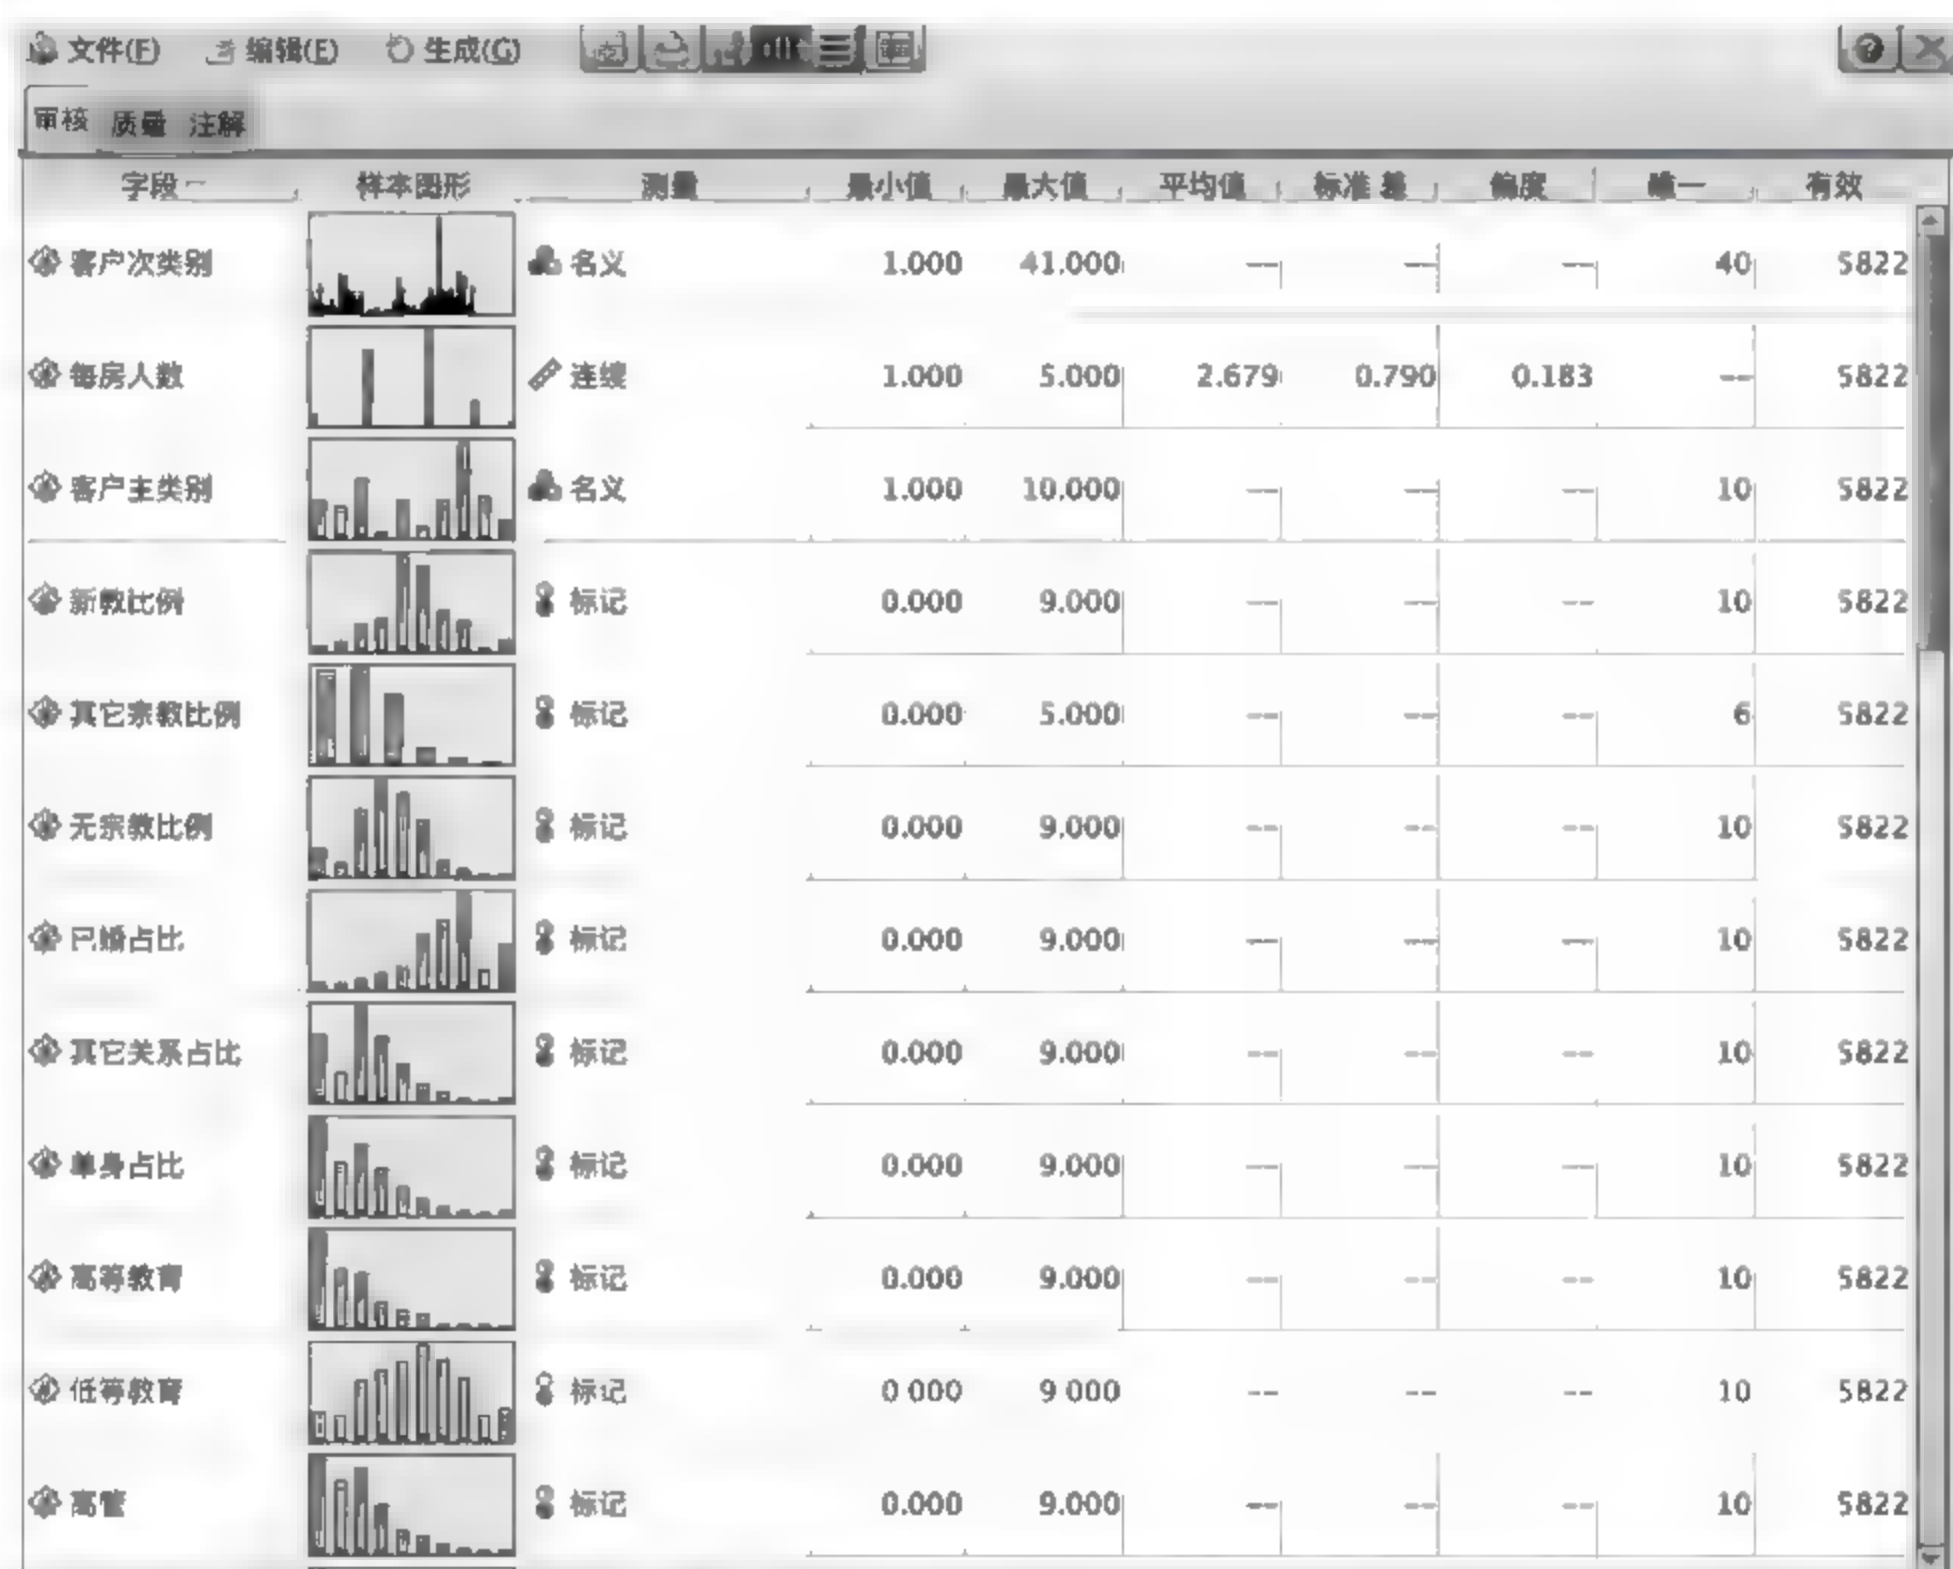 文件(F) 编辑(E) 生成(G)
审核 质量 注解
字段 样本图形 测量 最小值 最大值 平均值 标准差 偏度 唯一 有效
客户次类别 名义 1.000 41.000 -- -- -- 40 5822
每房人数 连续 1.000 5.000 2.679 0.790 0.183 -- 5822
客户主类别 名义 1.000 10.000 -- -- -- 10 5822
新教比例 标记 0.000 9.000 -- -- -- 10 5822
其它宗教比例 标记 0.000 5.000 -- -- -- 6 5822
无宗教比例 标记 0.000 9.000 -- -- -- 10 5822
已婚占比 标记 0.000 9.000 -- -- -- 10 5822
其它关系占比 标记 0.000 9.000 -- -- -- 10 5822
单身占比 标记 0.000 9.000 -- -- -- 10 5822
高等教育 标记 0.000 9.000 -- -- -- 10 5822
低等教育 标记 0 000 9 000 -- -- -- 10 5822
高管 标记 0.000 9.000 -- -- -- 10 5822